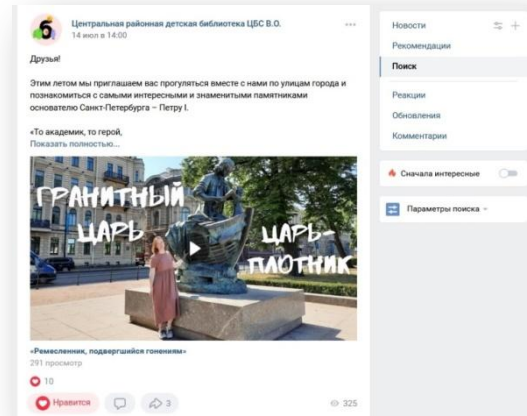 Центральная районная детская библиотека ЦБС В.О.
14 июл в 14:00
Друзья!
Этим летом мы приглашаем вас прогуляться вместе с нами по улицам города и
познакомиться с самыми интересными и знаменитыми памятниками
основателю Санкт-Петербурга – Петру I.
«То академик, то герой,
Показать полностью...
ГРАНИТНЫЙ
ЦАРЬ
ЦАРЬ-
ПЛОТНИК
«Ремесленник, подвергшийся гонениям»
291 просмотр
10
Нравится
3
325
Новости
Рекомендации
Поиск
Реакции
Обновления
Комментарии
Сначала интересные
Параметры поиска